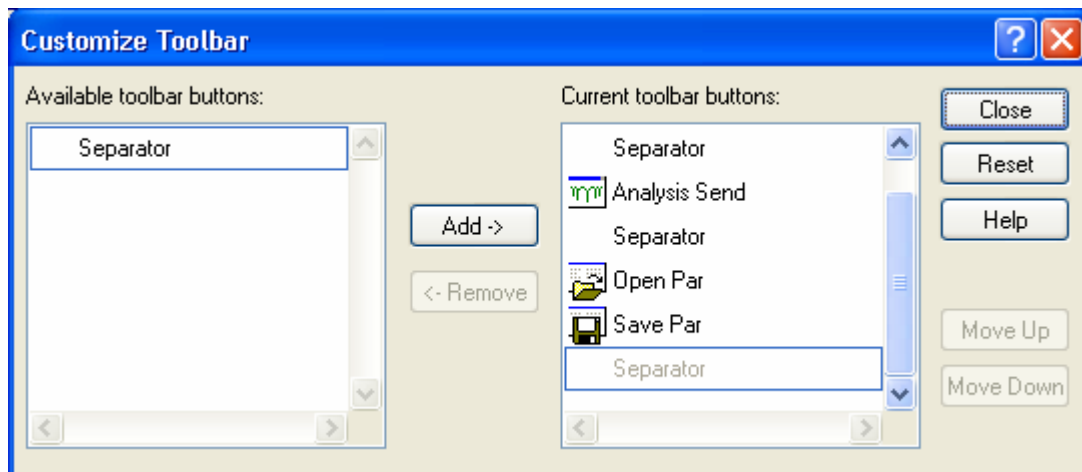 Customize Toolbar
Available toolbar buttons:
Separator
Add ->
<- Remove
Current toolbar buttons:
Separator
Analysis Send
Separator
Open Par
Save Par
Separator
Close
Reset
Help
Move Up
Move Down